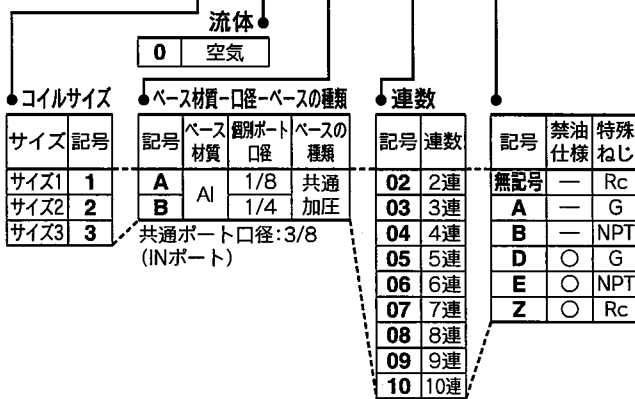 流体
0 空気
コイルサイズ
サイズ 記号
サイズ1 1
サイズ2 2
サイズ3 3
ベース材質－口径－ベースの種類
記号 ベース材質 個別ポート口径 ベースの種類
A Al 1/8 共通加圧
B 1/4
共通ポート口径：3/8
(INポート)
連数
記号 連数
02 2連
03 3連
04 4連
05 5連
06 6連
07 7連
08 8連
09 9連
10 10連
記号 禁油仕様 特殊ねじ
無記号 — Rc
A — G
B — NPT
D ○ G
E ○ NPT
Z ○ Rc